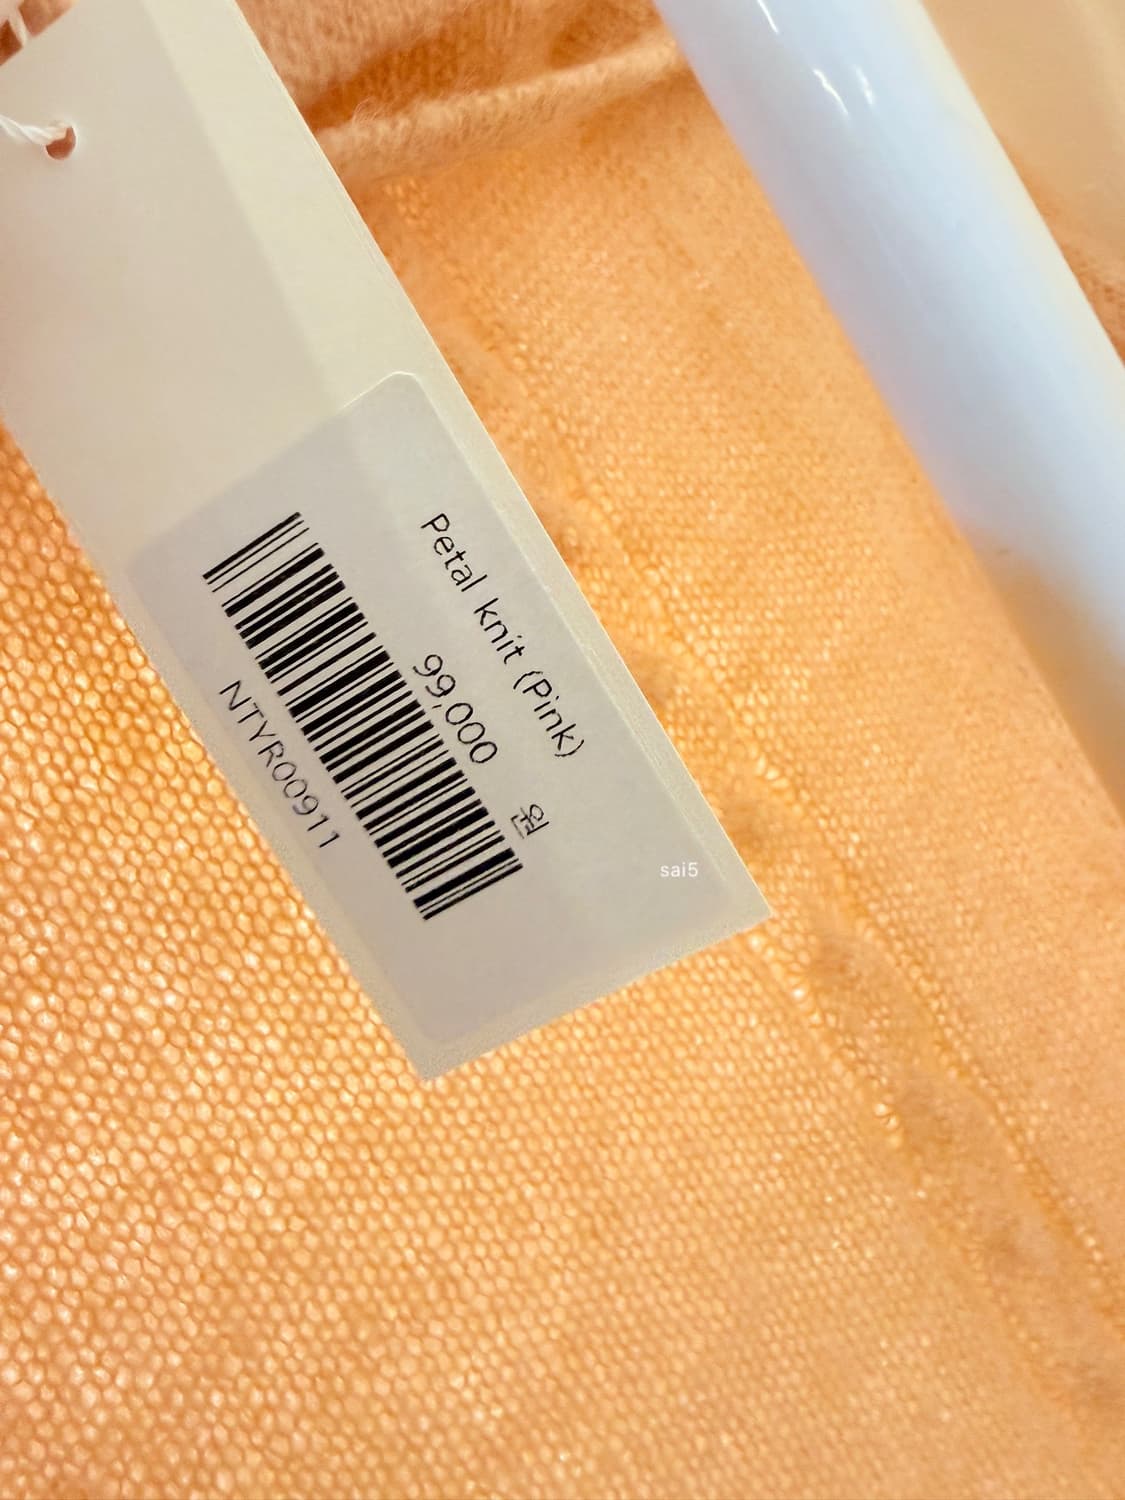 Petal knit (Pink)
99,000 원
NTYR00911
sai5